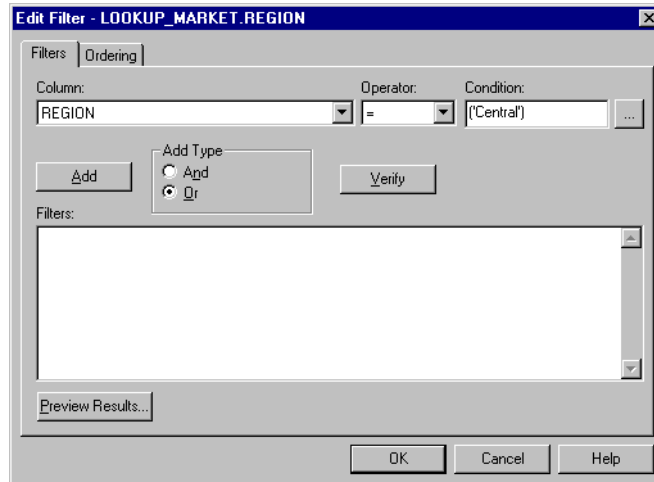 Edit Filter - LOOKUP_MARKET.REGION
Filters Ordering
Column: Operator: Condition:
REGION = ('Central') ...
Add Type
And
Add Verify
Or
Filters:
Preview Results...
OK Cancel Help